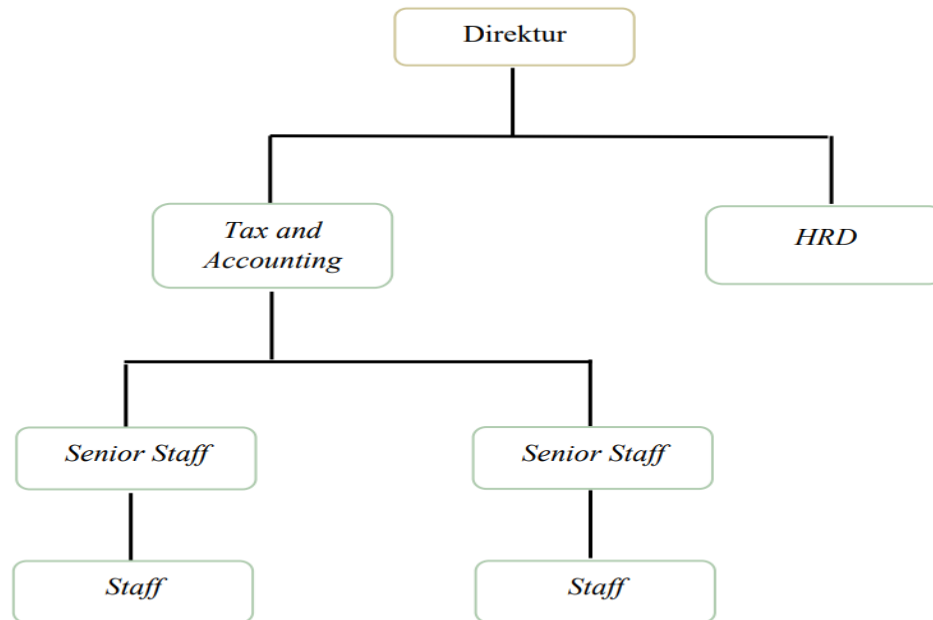 Direktur
Tax and
Accounting
HRD
Senior Staff
Senior Staff
Staff
Staff